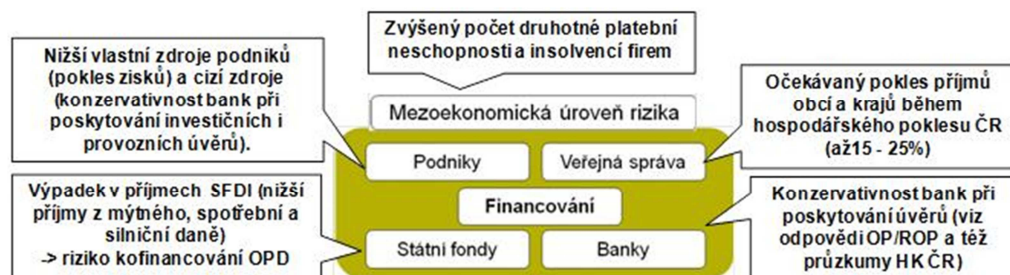 Zvýšený počet druhotné platební
neschopnosti a insolvencí firem
Nižší vlastní zdroje podniků
(pokles zisků) a cizí zdroje
(konzervativnost bank při
poskytování investičních i
provozních úvěrů).
Očekávaný pokles příjmů
obcí a krajů během
hospodářského poklesu ČR
(až15 - 25%)
Mezoekonomická úroveň rizika
Podniky
Veřejná správa
Financování
Státní fondy
Banky
Výpadek v příjmech SFDI (nižší
příjmy z mýtného, spotřební a
silniční daně)
-> riziko kofinancování OPD
Konzervativnost bank při
poskytování úvěrů (viz
odpovědi OP/ROP a též
průzkumy HK ČR)